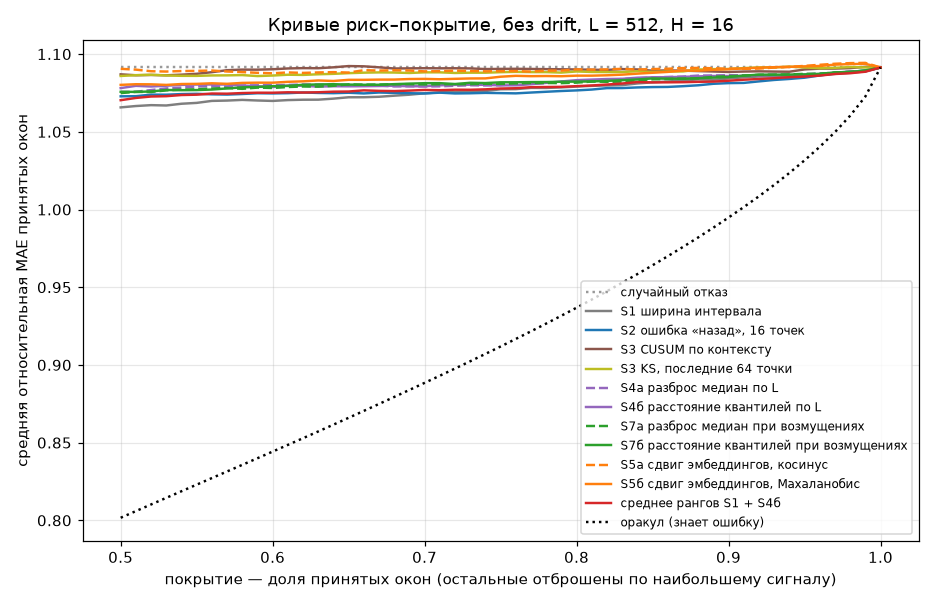 Кривые риск–покрытие, без drift, L = 512, H = 16
средняя относительная MAE принятых окон
1.10
1.05
1.00
0.95
0.90
0.85
0.80
0.5
0.6
0.7
0.8
0.9
1.0
покрытие — доля принятых окон (остальные отброшены по наибольшему сигналу)
случайный отказ
S1 ширина интервала
S2 ошибка «назад», 16 точек
S3 CUSUM по контексту
S3 KS, последние 64 точки
S4а разброс медиан по L
S4б расстояние квантилей по L
S7а разброс медиан при возмущениях
S7б расстояние квантилей при возмущениях
S5а сдвиг эмбеддингов, косинус
S5б сдвиг эмбеддингов, Махаланобис
среднее рангов S1 + S4б
оракул (знает ошибку)